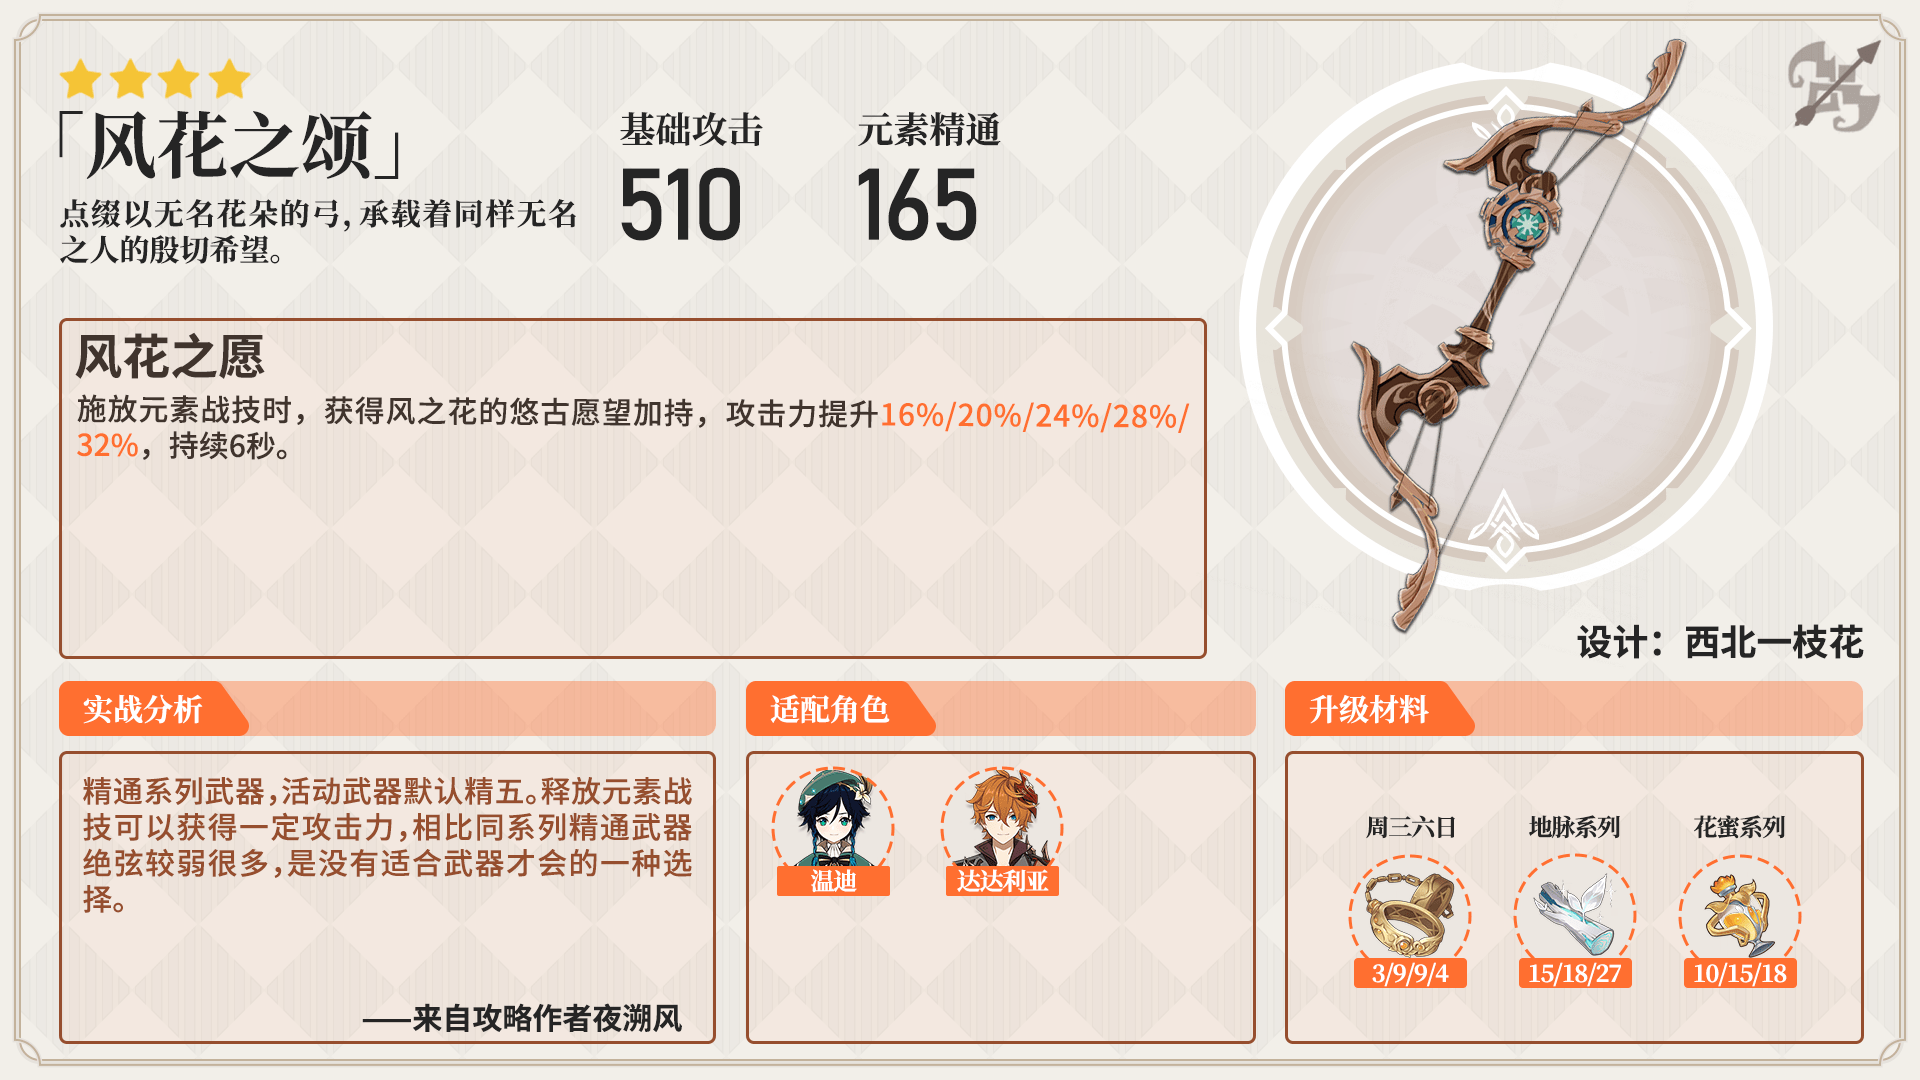 「风花之颂」
点缀以无名花朵的弓，承载着同样无名
之人的殷切希望。
基础攻击
510
元素精通
165
风花之愿
施放元素战技时，获得风之花的悠古愿望加持，攻击力提升16%/20%/24%/28%/
32%，持续6秒。
设计：西北一枝花
实战分析
精通系列武器，活动武器默认精五。释放元素战
技可以获得一定攻击力，相比同系列精通武器
绝弦较弱很多，是没有适合武器才会的一种选
择。
——来自攻略作者夜溯风
适配角色
温迪
达达利亚
升级材料
周三六日
地脉系列
花蜜系列
3/9/9/4
15/18/27
10/15/18